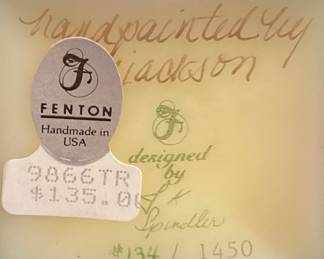 handpainted by
jackson
F
FENTON
Handmade in
USA
9866TR
$135.00
F
designed
by
J K
Spindler
#134 / 1450